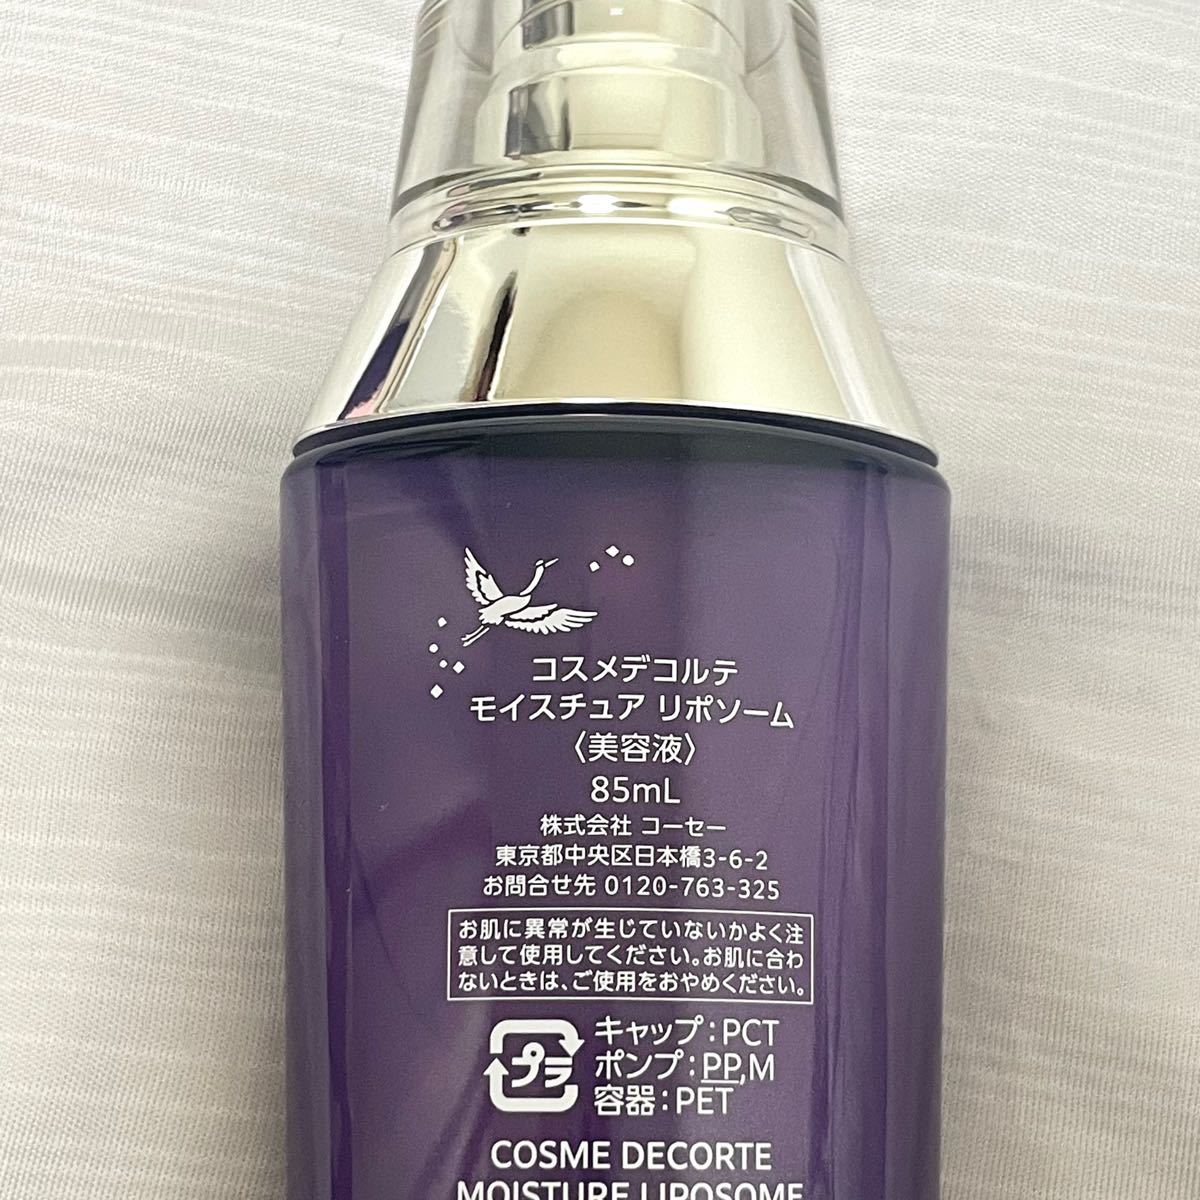 コスメデコルテ
モイスチュア リポソーム
〈美容液〉
85mL
株式会社 コーセー
東京都中央区日本橋3-6-2
お問合せ先 0120-763-325
お肌に異常が生じていないかよく注
意して使用してください。お肌に合わ
ないときは、ご使用をおやめください。
プラ
キャップ:PCT
ポンプ:PP,M
容器:PET
COSME DECORTE
MOISTURE LIPOSOME